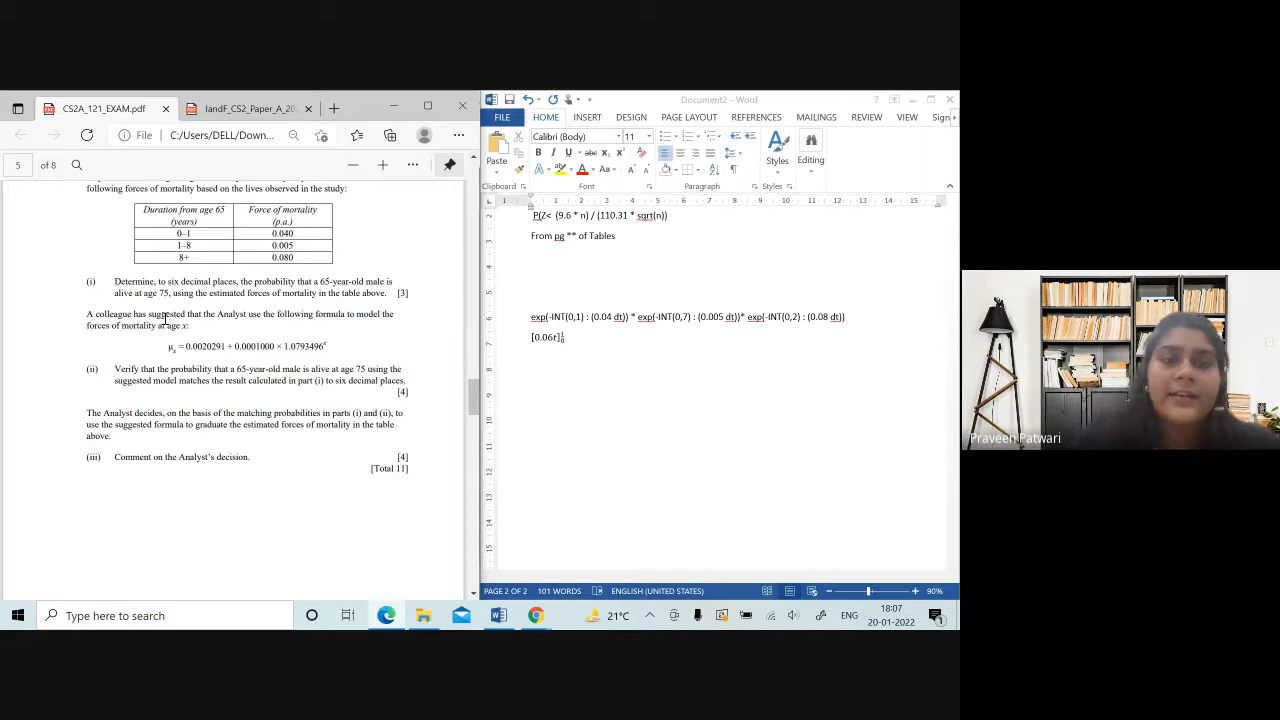 CS2A_121_EXAM.pdf
IandF_CS2_Paper_A_20
File
C:/Users/DELL/Down...
5
of 8
following forces of mortality based on the lives observed in the study:
Duration from age 65 (years)
Force of mortality (p.a.)
0–1
0.040
1–8
0.005
8+
0.080
(i) Determine, to six decimal places, the probability that a 65-year-old male is
alive at age 75, using the estimated forces of mortality in the table above. [3]
A colleague has suggested that the Analyst use the following formula to model the
forces of mortality at age x:
μx = 0.0020291 + 0.0001000 × 1.0793496^x
(ii) Verify that the probability that a 65-year-old male is alive at age 75 using the
suggested model matches the result calculated in part (i) to six decimal places.
[4]
The Analyst decides, on the basis of the matching probabilities in parts (i) and (ii), to
use the suggested formula to graduate the estimated forces of mortality in the table
above.
(iii) Comment on the Analyst's decision. [4]
[Total 11]
Document2 - Word
FILE HOME INSERT DESIGN PAGE LAYOUT REFERENCES MAILINGS REVIEW VIEW Sign
Calibri (Body) 11
Paste
Styles
Editing
Clipboard Font Paragraph Styles
P(Z< (9.6 * n) / (110.31 * sqrt(n))
From pg ** of Tables
exp(-INT(0,1) : (0.04 dt)) * exp(-INT(0,7) : (0.005 dt))* exp(-INT(0,2) : (0.08 dt))
PAGE 2 OF 2 101 WORDS ENGLISH (UNITED STATES) 90%
Type here to search
21°C
ENG
18:07
20-01-2022
Praveen Patwari